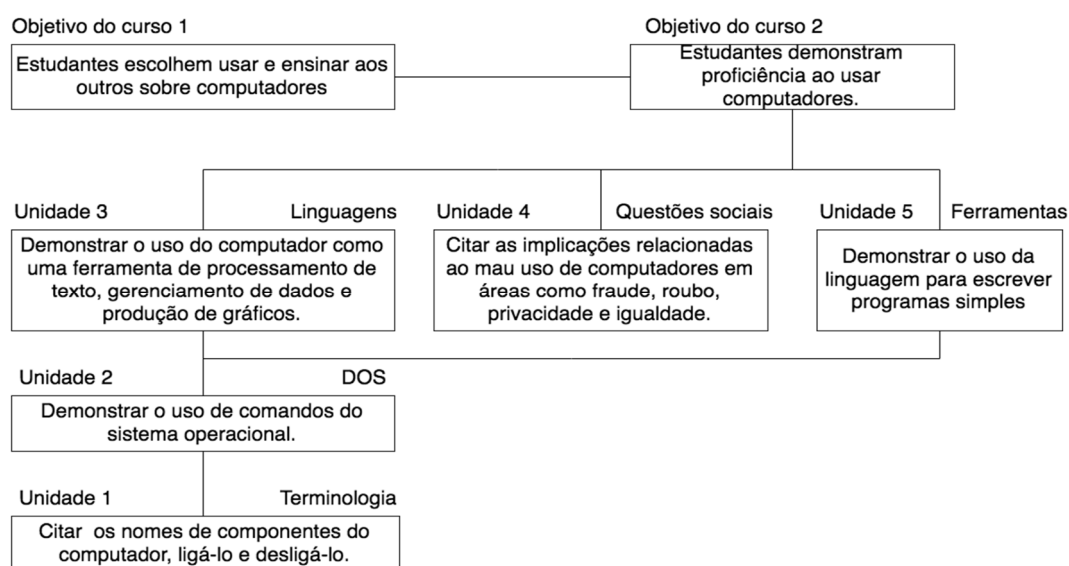 Objetivo do curso 1
Estudantes escolhem usar e ensinar aos
outros sobre computadores
Objetivo do curso 2
Estudantes demonstram
proficiência ao usar
computadores.
Unidade 3 Linguagens
Demonstrar o uso do computador como
uma ferramenta de processamento de
texto, gerenciamento de dados e
produção de gráficos.
Unidade 4 Questões sociais
Citar as implicações relacionadas
ao mau uso de computadores em
áreas como fraude, roubo,
privacidade e igualdade.
Unidade 5 Ferramentas
Demonstrar o uso da
linguagem para escrever
programas simples
Unidade 2 DOS
Demonstrar o uso de comandos do
sistema operacional.
Unidade 1 Terminologia
Citar os nomes de componentes do
computador, ligá-lo e desligá-lo.